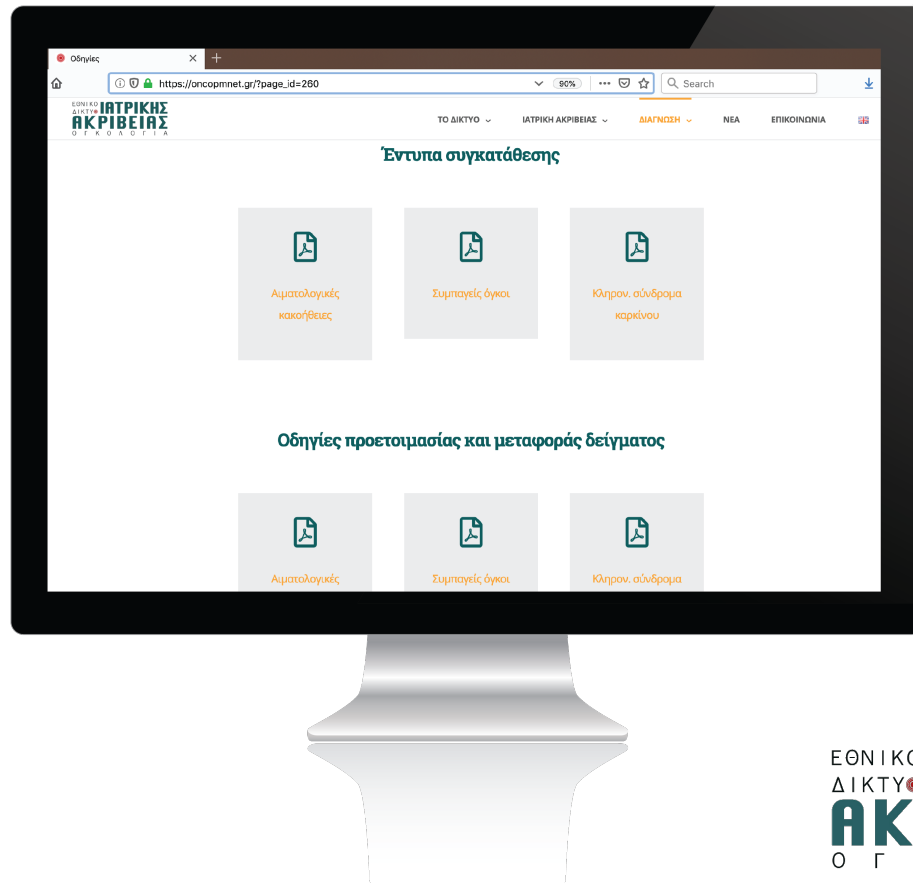 Οδηγίες
https://oncopmnet.gr/?page_id=260
90%
Search
ΕΘΝΙΚΟ ΔΙΚΤΥΟ ΙΑΤΡΙΚΗΣ
ΑΚΡΙΒΕΙΑΣ
ΟΓΚΟΛΟΓΙΑ
ΤΟ ΔΙΚΤΥΟ
ΙΑΤΡΙΚΗ ΑΚΡΙΒΕΙΑΣ
ΔΙΑΓΝΩΣΗ
ΝΕΑ
ΕΠΙΚΟΙΝΩΝΙΑ
Έντυπα συγκατάθεσης
Αιματολογικές
κακοήθειες
Συμπαγείς όγκοι
Κληρον. σύνδρομα
καρκίνου
Οδηγίες προετοιμασίας και μεταφοράς δείγματος
Αιματολογικές
Συμπαγείς όγκοι
Κληρον. σύνδρομα
ΕΘΝΙΚΟ
ΔΙΚΤΥ
ΑΚ
Ο Γ